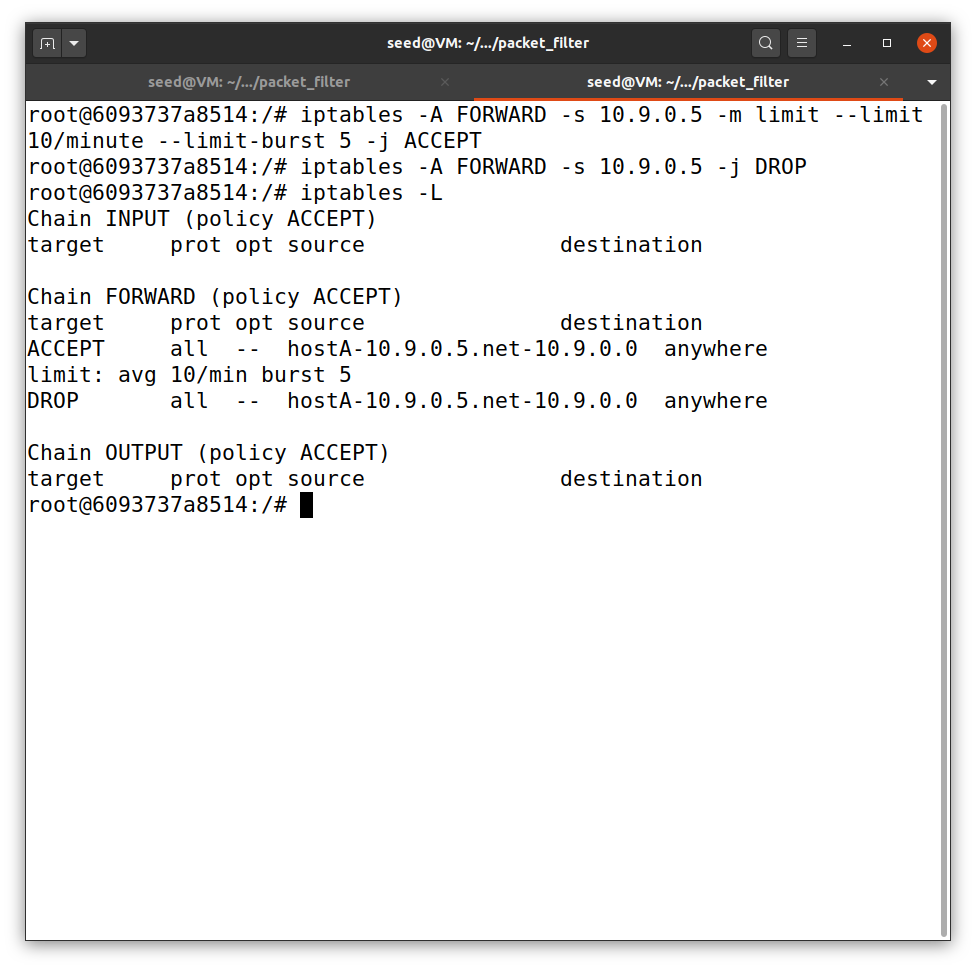 seed@VM: ~/.../packet_filter
seed@VM: ~/.../packet_filter
seed@VM: ~/.../packet_filter
root@6093737a8514:/# iptables -A FORWARD -s 10.9.0.5 -m limit --limit
10/minute --limit-burst 5 -j ACCEPT
root@6093737a8514:/# iptables -A FORWARD -s 10.9.0.5 -j DROP
root@6093737a8514:/# iptables -L
Chain INPUT (policy ACCEPT)
target     prot opt source               destination

Chain FORWARD (policy ACCEPT)
target     prot opt source               destination
ACCEPT     all  --  hostA-10.9.0.5.net-10.9.0.0  anywhere
limit: avg 10/min burst 5
DROP       all  --  hostA-10.9.0.5.net-10.9.0.0  anywhere

Chain OUTPUT (policy ACCEPT)
target     prot opt source               destination
root@6093737a8514:/#